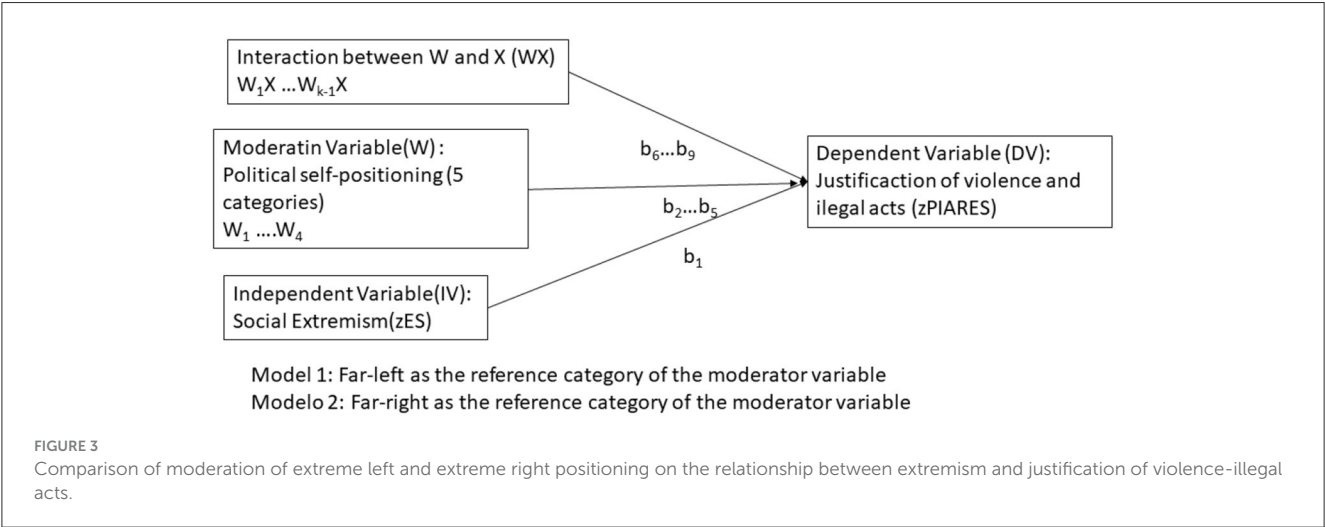 Interaction between W and X (WX)
W₁X ...Wₖ₋₁X
Moderatin Variable(W) :
Political self-positioning (5
categories)
W₁ ....W₄
Independent Variable(IV):
Social Extremism(zES)
b₆...b₉
b₂...b₅
b₁
Dependent Variable (DV):
Justificaction of violence and
ilegal acts (zPIARES)
Model 1: Far-left as the reference category of the moderator variable
Modelo 2: Far-right as the reference category of the moderator variable
FIGURE 3
Comparison of moderation of extreme left and extreme right positioning on the relationship between extremism and justification of violence-illegal
acts.